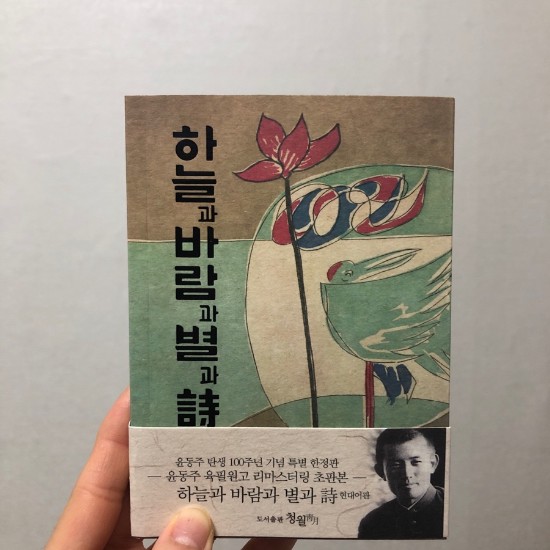 하늘과 바람과 별과 詩
윤동주 탄생 100주년 기념 특별 한정판
윤동주 육필원고 리마스터링 초판본
하늘과 바람과 별과 詩 현대어판
도서출판 청월 靑月